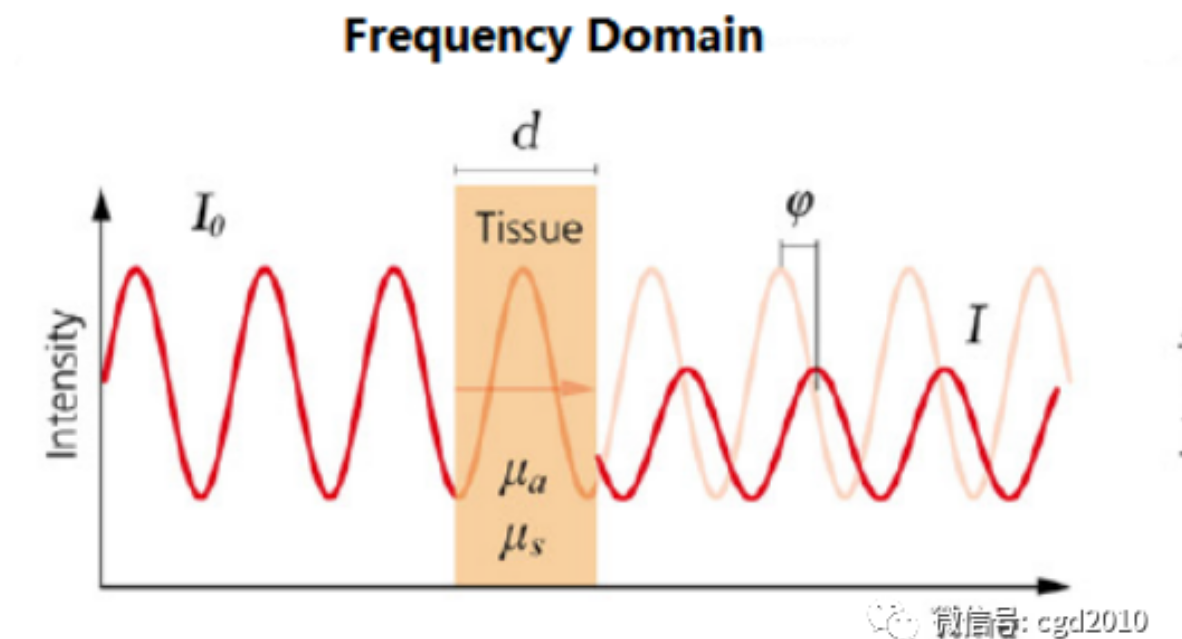 Frequency Domain
d
I₀
φ
Tissue
I
Intensity
μₐ
μₛ
微信号: cgd2010